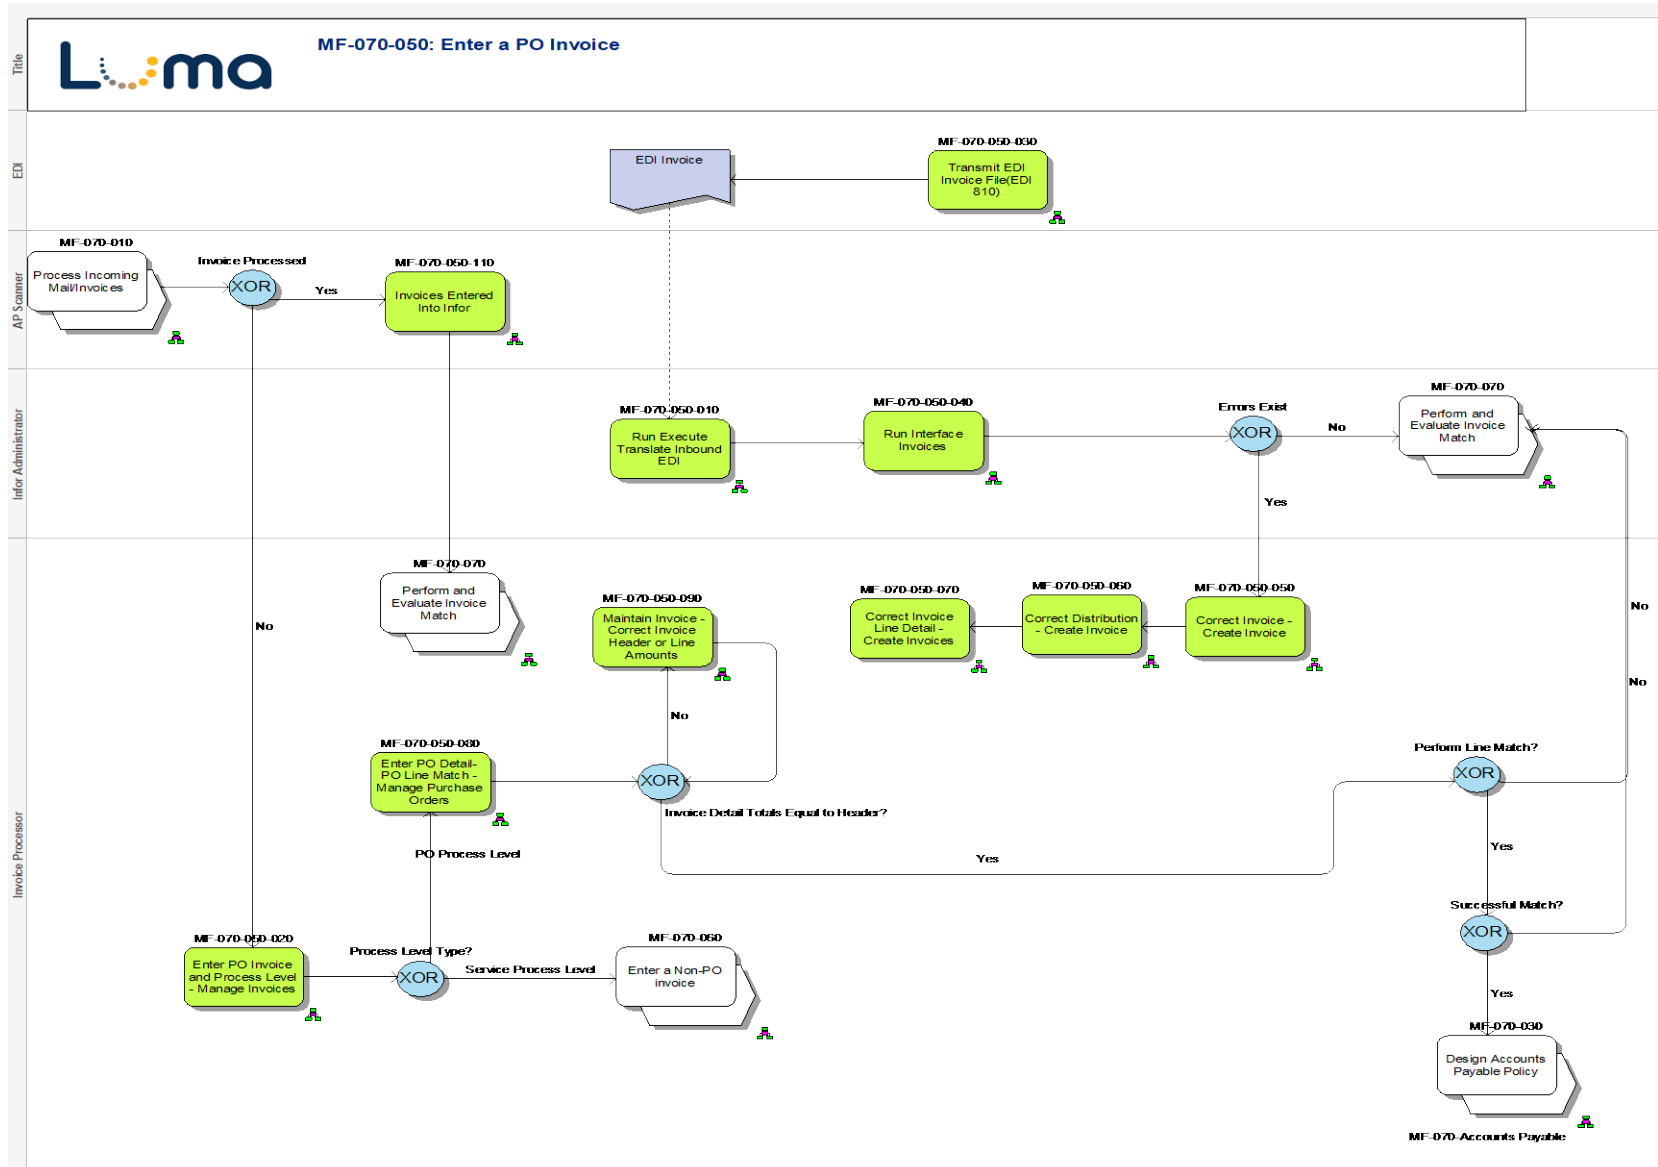 Title
Luma
MF-070-050: Enter a PO Invoice
EDI
EDI Invoice
MF-070-050-030
Transmit EDI
Invoice File(EDI
810)
AP Scanner
MF-070-010
Process Incoming
Mail/Invoices
Invoice Processed
XOR
Yes
MF-070-050-110
Invoices Entered
Into Infor
No
Infor Administrator
MF-070-050-010
Run Execute
Translate Inbound
EDI
MF-070-050-040
Run Interface
Invoices
Errors Exist
XOR
No
Yes
MF-070-070
Perform and
Evaluate Invoice
Match
Invoice Processor
MF-070-070
Perform and
Evaluate Invoice
Match
MF-070-050-090
Maintain Invoice -
Correct Invoice
Header or Line
Amounts
MF-070-050-070
Correct Invoice
Line Detail -
Create Invoices
MF-070-050-060
Correct Distribution
- Create Invoice
MF-070-050-050
Correct Invoice -
Create Invoice
No
No
No
MF-070-050-080
Enter PO Detail-
PO Line Match -
Manage Purchase
Orders
XOR
Invoice Detail Totals Equal to Header?
Perform Line Match?
XOR
PO Process Level
Yes
Yes
Successful Match?
XOR
MF-070-050-020
Enter PO Invoice
and Process Level
- Manage Invoices
Process Level Type?
XOR
Service Process Level
MF-070-060
Enter a Non-PO
invoice
Yes
MF-070-030
Design Accounts
Payable Policy
MF-070-Accounts Payable